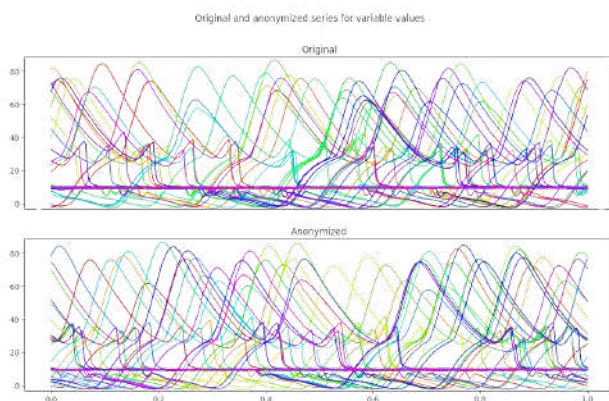 Original and anonymized series for variable values
Original
80
60
40
20
0
Anonymized
80
60
40
20
0
0.0 0.2 0.4 0.6 0.8 1.0